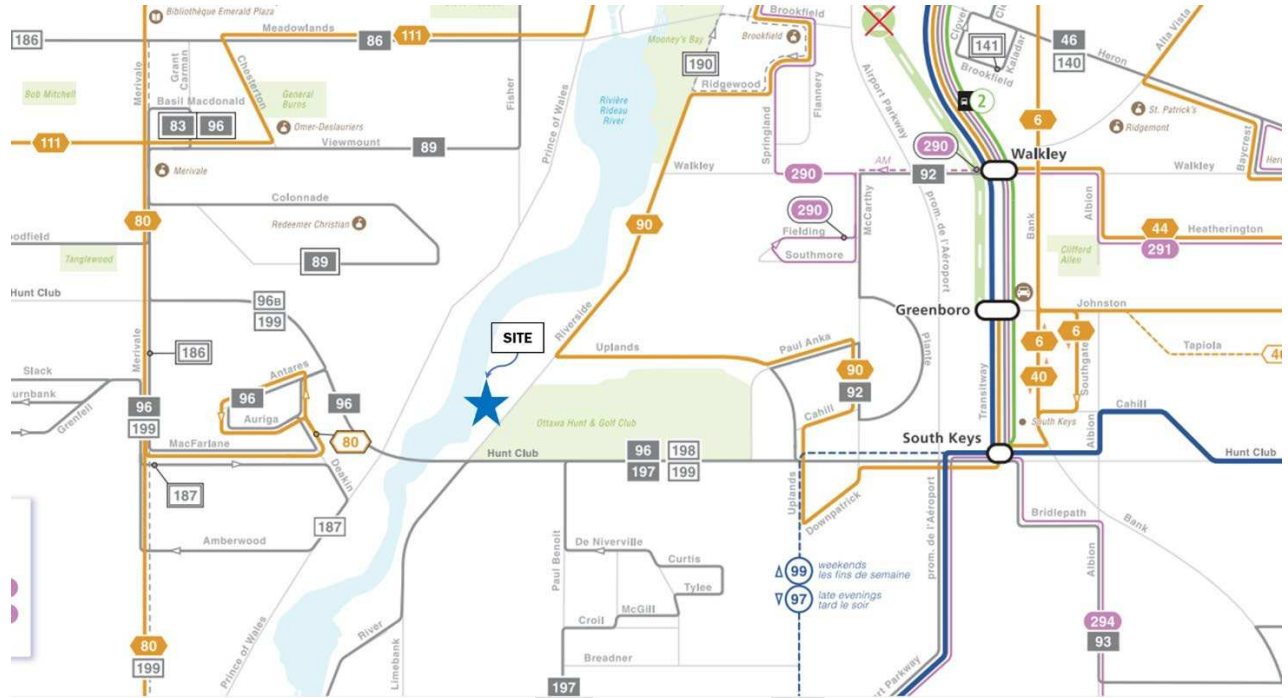 Bibliothèque Emerald Plaza
186
Meadowlands
86
111
Fisher
Merivale
Grant Carman
Chesterton
General Burns
Bob Mitchell
Basil Macdonald
83
96
Omer-Deslauriers
111
Viewmount
89
Merivale
Colonnade
80
Redeemer Christian
89
Tanglewood
Hunt Club
96B
199
Merivale
186
Slack
Grenfell
Antares
96
Auriga
96
96
199
80
MacFarlane
Deakin
187
187
Amberwood
80
199
Prince of Wales
Prince of Wales
Rivière
Rideau
River
Mooney's Bay
Brookfield
Brookfield
190
Ridgewood
Springland
Flannery
Walkley
290
AM
92
290
Walkley
290
Fielding
Southmore
McCarthy
Airport Parkway
prom. de l'Aéroport
90
Riverside
SITE
Uplands
Paul Anka
90
92
Cahill
Plante
Ottawa Hunt & Golf Club
Hunt Club
96
198
197
199
Uplands
Downpatrick
99
weekends
les fins de semaine
97
late evenings
tard le soir
De Niverville
Curtis
Tylee
McGill
Croil
Breadner
Paul Benoit
197
River
Limebank
2
2
Clover
Kaladar
141
Brookfield
46
140
Heron
Alta Vista
6
St. Patrick's
Ridgemont
Baycrest
Walkley
Albion
44
291
Heatherington
Bank
Clifford
Allen
Greenboro
Johnston
6
6
40
Southgate
Tapiola
Transitway
South Keys
South Keys
Albion
Cahill
Hunt Club
Bridlepath
Bank
Albion
294
93
prom. de l'Aéroport